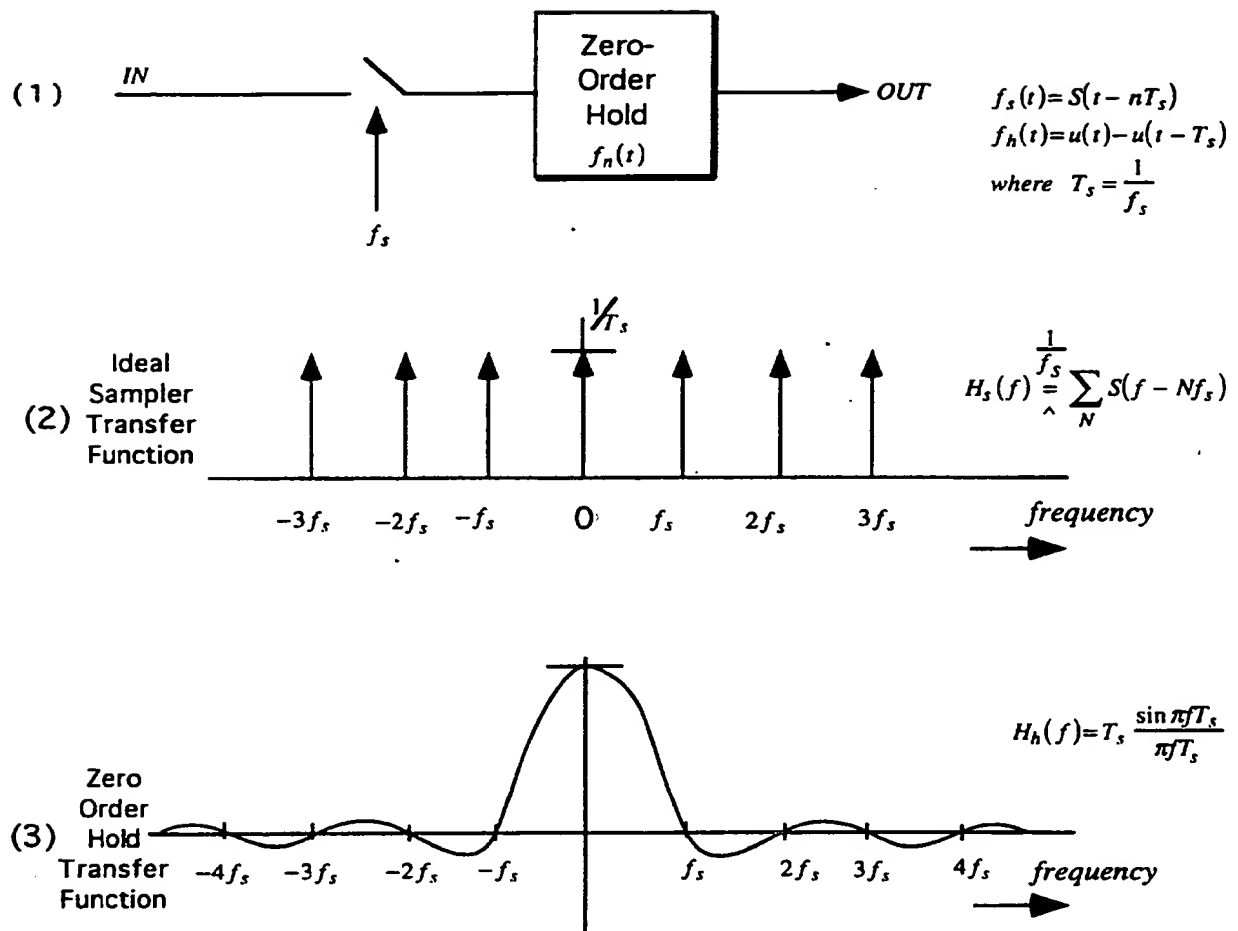 (1)
IN
Zero-
Order
Hold
f_n(t)
OUT
f_s
f_s(t)=S(t-nT_s)
f_h(t)=u(t)-u(t-T_s)
where T_s=1/f_s
(2)
Ideal
Sampler
Transfer
Function
1/T_s
-3f_s -2f_s -f_s 0 f_s 2f_s 3f_s frequency
H_s(f) 1/f_s =^ ∑_N S(f-Nf_s)
(3)
Zero
Order
Hold
Transfer
Function
-4f_s -3f_s -2f_s -f_s f_s 2f_s 3f_s 4f_s frequency
H_h(f)=T_s sin πfT_s/πfT_s